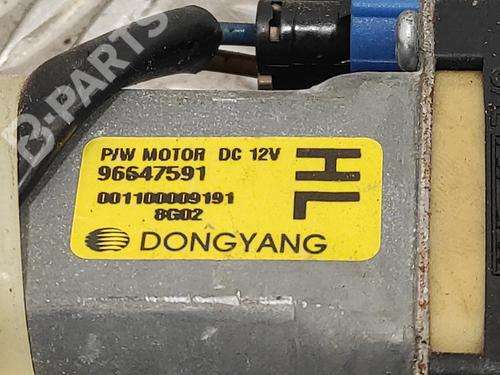 B-PARTS
P/W MOTOR DC 12V
96647591
001100009191
8G02
HL
DONGYANG